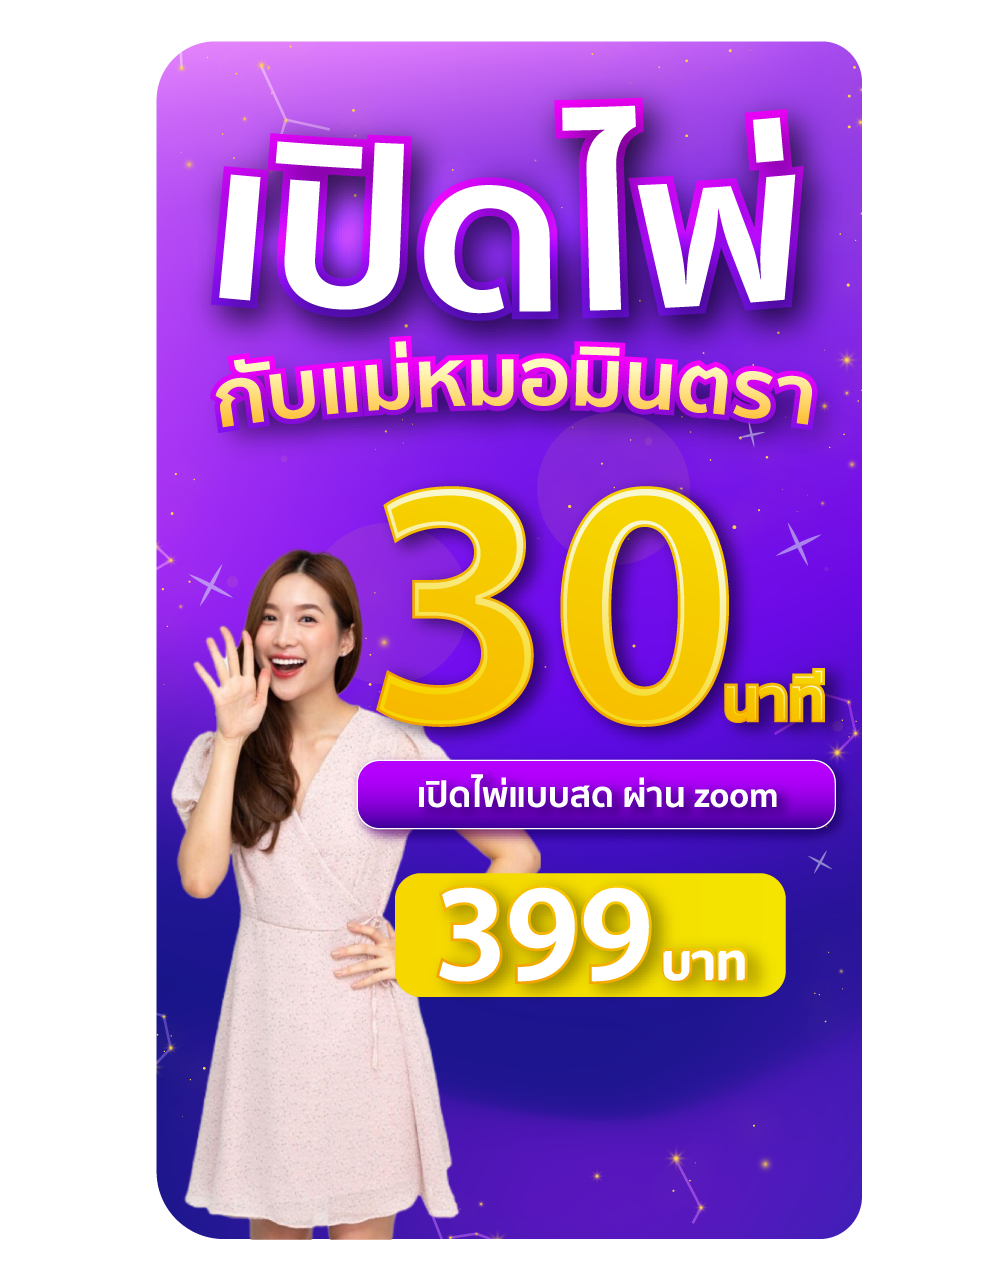 เปิดไพ่
กับแม่หมอมินตรา
30 นาที
เปิดไพ่แบบสด ผ่าน zoom
399 บาท